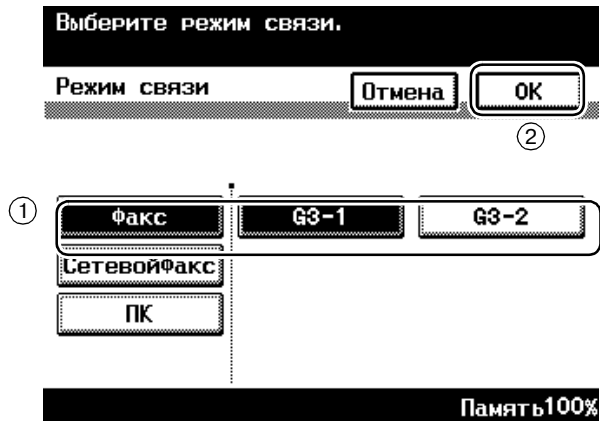 Выберите режим связи.
Режим связи Отмена OK
②
① Факс G3-1 G3-2
СетевойФакс
ПК
Память100%